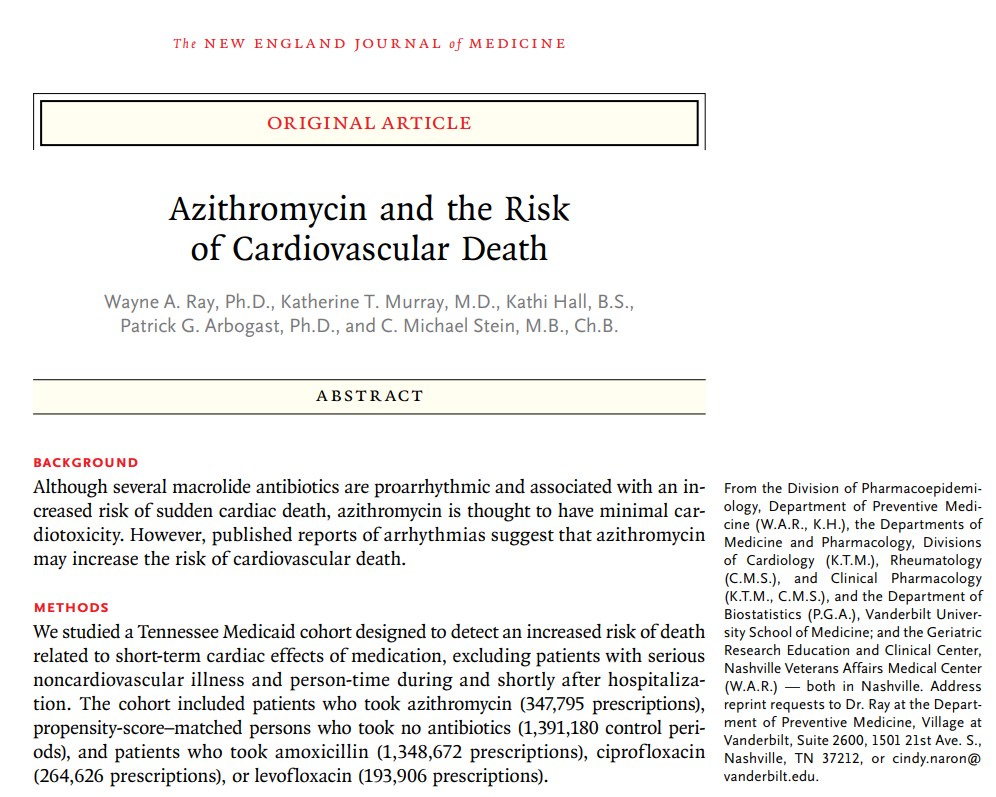 The NEW ENGLAND JOURNAL of MEDICINE
ORIGINAL ARTICLE
Azithromycin and the Risk
of Cardiovascular Death
Wayne A. Ray, Ph.D., Katherine T. Murray, M.D., Kathi Hall, B.S.,
Patrick G. Arbogast, Ph.D., and C. Michael Stein, M.B., Ch.B.
ABSTRACT
BACKGROUND
Although several macrolide antibiotics are proarrhythmic and associated with an in-
creased risk of sudden cardiac death, azithromycin is thought to have minimal car-
diotoxicity. However, published reports of arrhythmias suggest that azithromycin
may increase the risk of cardiovascular death.
METHODS
We studied a Tennessee Medicaid cohort designed to detect an increased risk of death
related to short-term cardiac effects of medication, excluding patients with serious
noncardiovascular illness and person-time during and shortly after hospitaliza-
tion. The cohort included patients who took azithromycin (347,795 prescriptions),
propensity-score–matched persons who took no antibiotics (1,391,180 control peri-
ods), and patients who took amoxicillin (1,348,672 prescriptions), ciprofloxacin
(264,626 prescriptions), or levofloxacin (193,906 prescriptions).
From the Division of Pharmacoepidemi-
ology, Department of Preventive Medi-
cine (W.A.R., K.H.), the Departments of
Medicine and Pharmacology, Divisions
of Cardiology (K.T.M.), Rheumatology
(C.M.S.), and Clinical Pharmacology
(K.T.M., C.M.S.), and the Department of
Biostatistics (P.G.A.), Vanderbilt Univer-
sity School of Medicine; and the Geriatric
Research Education and Clinical Center,
Nashville Veterans Affairs Medical Center
(W.A.R.) — both in Nashville. Address
reprint requests to Dr. Ray at the Depart-
ment of Preventive Medicine, Village at
Vanderbilt, Suite 2600, 1501 21st Ave. S.,
Nashville, TN 37212, or cindy.naron@
vanderbilt.edu.